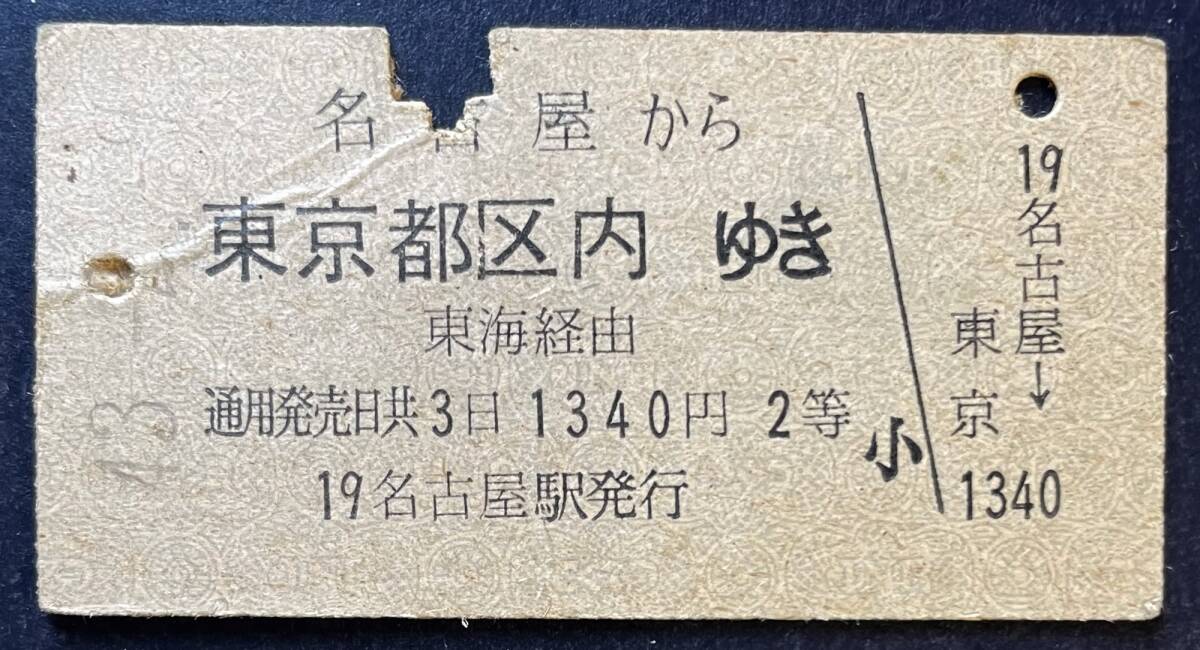 名古屋から
東京都区内ゆき
東海経由
通用発売日共3日 1340円 2等
19名古屋駅発行
小
19名古屋→
東京
1340
43